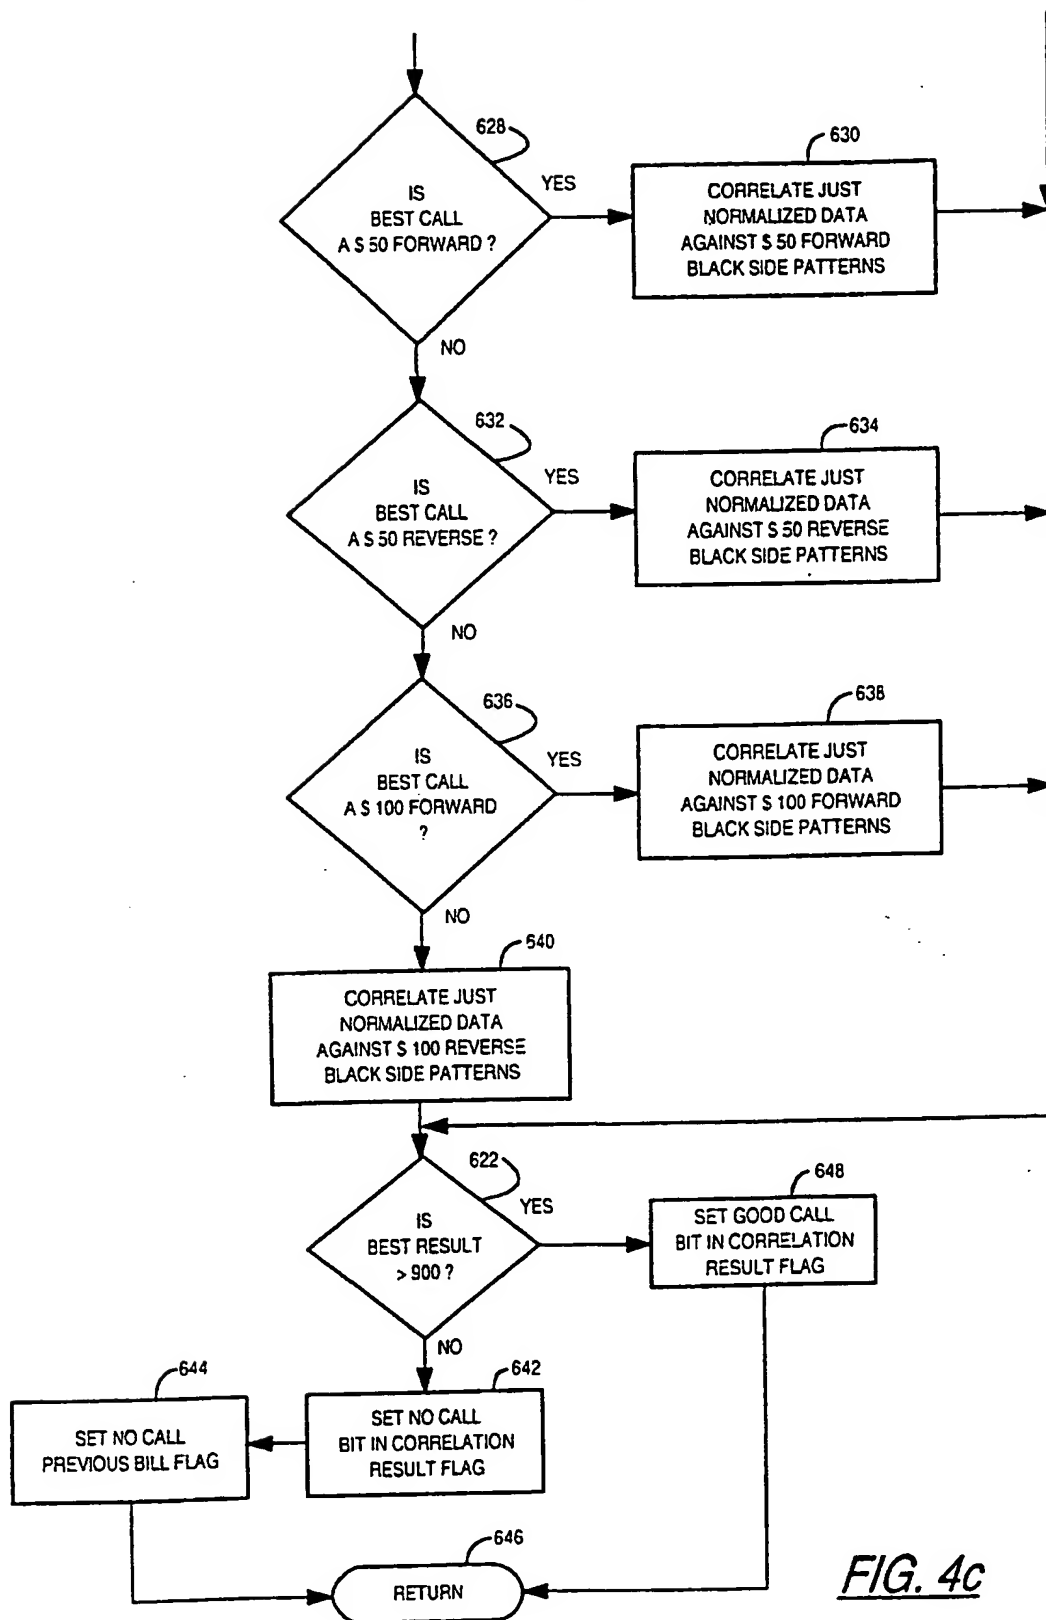 628
IS
BEST CALL
A $ 50 FORWARD ?
YES
630
CORRELATE JUST
NORMALIZED DATA
AGAINST $ 50 FORWARD
BLACK SIDE PATTERNS
NO
632
IS
BEST CALL
A $ 50 REVERSE ?
YES
634
CORRELATE JUST
NORMALIZED DATA
AGAINST $ 50 REVERSE
BLACK SIDE PATTERNS
NO
636
IS
BEST CALL
A $ 100 FORWARD
?
YES
638
CORRELATE JUST
NORMALIZED DATA
AGAINST $ 100 FORWARD
BLACK SIDE PATTERNS
NO
640
CORRELATE JUST
NORMALIZED DATA
AGAINST $ 100 REVERSE
BLACK SIDE PATTERNS
622
IS
BEST RESULT
> 900 ?
YES
648
SET GOOD CALL
BIT IN CORRELATION
RESULT FLAG
NO
642
SET NO CALL
BIT IN CORRELATION
RESULT FLAG
644
SET NO CALL
PREVIOUS BILL FLAG
646
RETURN
FIG. 4c